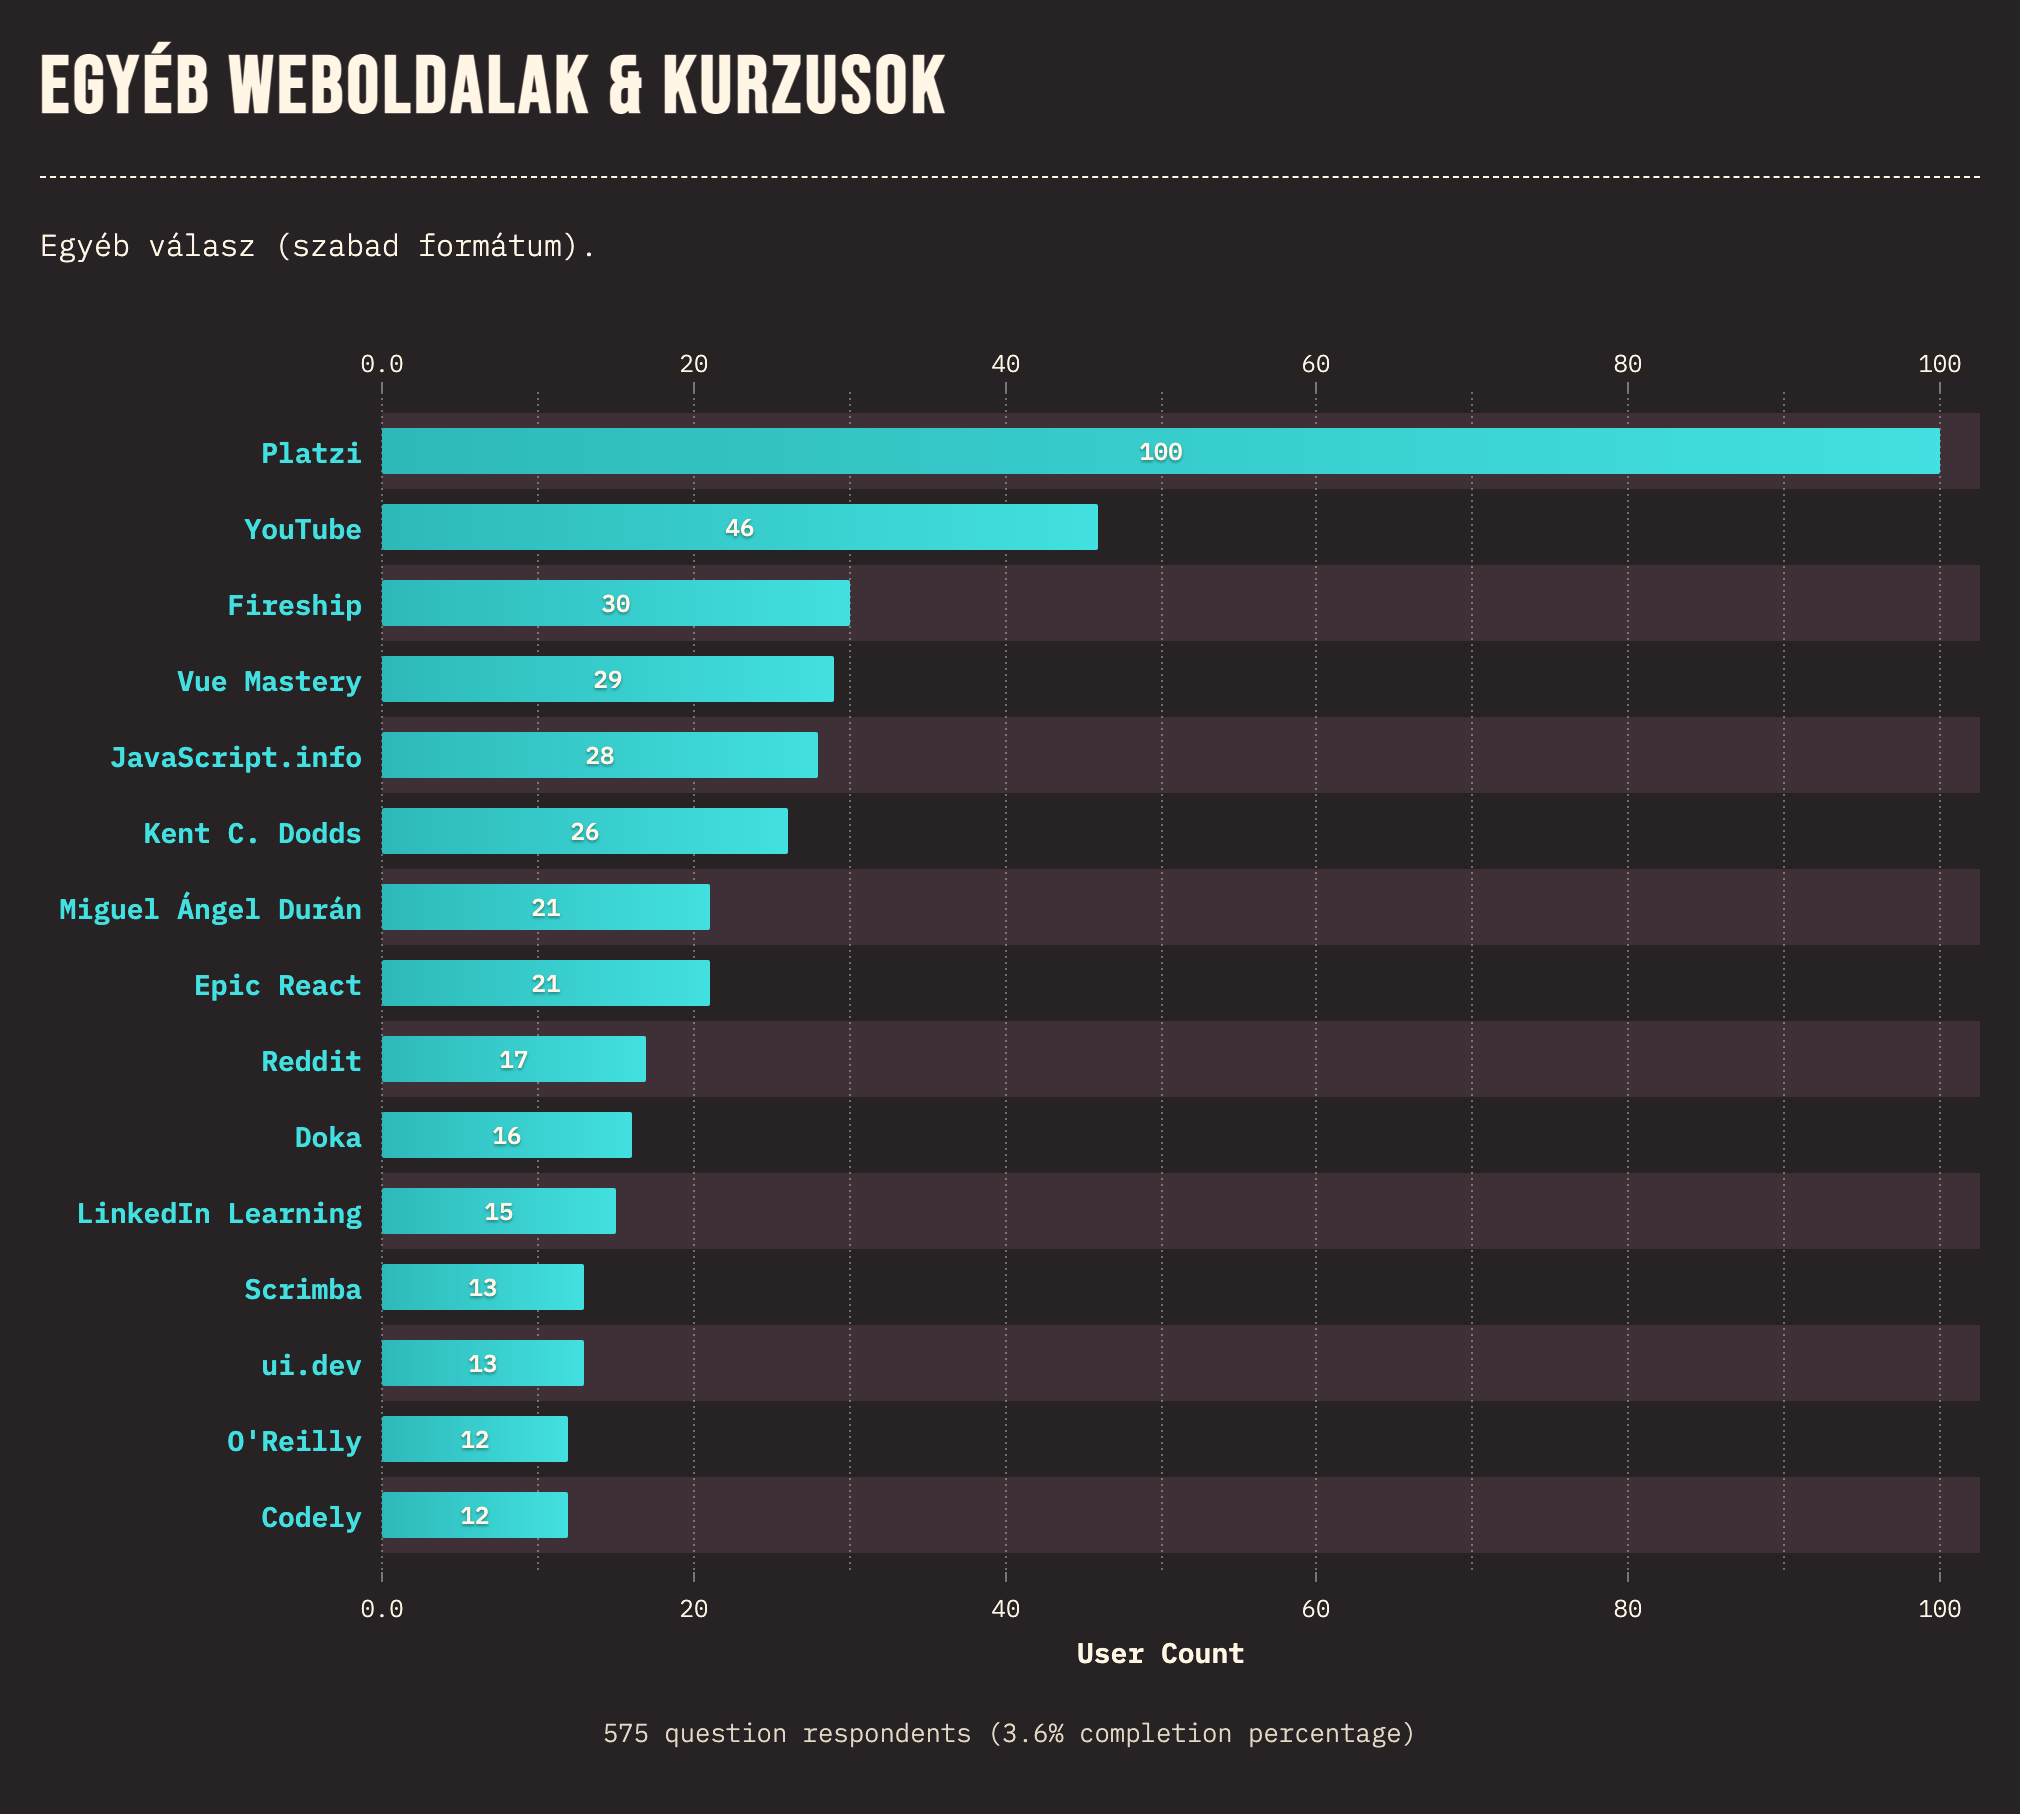 EGYÉB WEBOLDALAK & KURZUSOK
Egyéb válasz (szabad formátum).
0.0 20 40 60 80 100
Platzi 100
YouTube 46
Fireship 30
Vue Mastery 29
JavaScript.info 28
Kent C. Dodds 26
Miguel Ángel Durán 21
Epic React 21
Reddit 17
Doka 16
LinkedIn Learning 15
Scrimba 13
ui.dev 13
O'Reilly 12
Codely 12
0.0 20 40 60 80 100
User Count
575 question respondents (3.6% completion percentage)